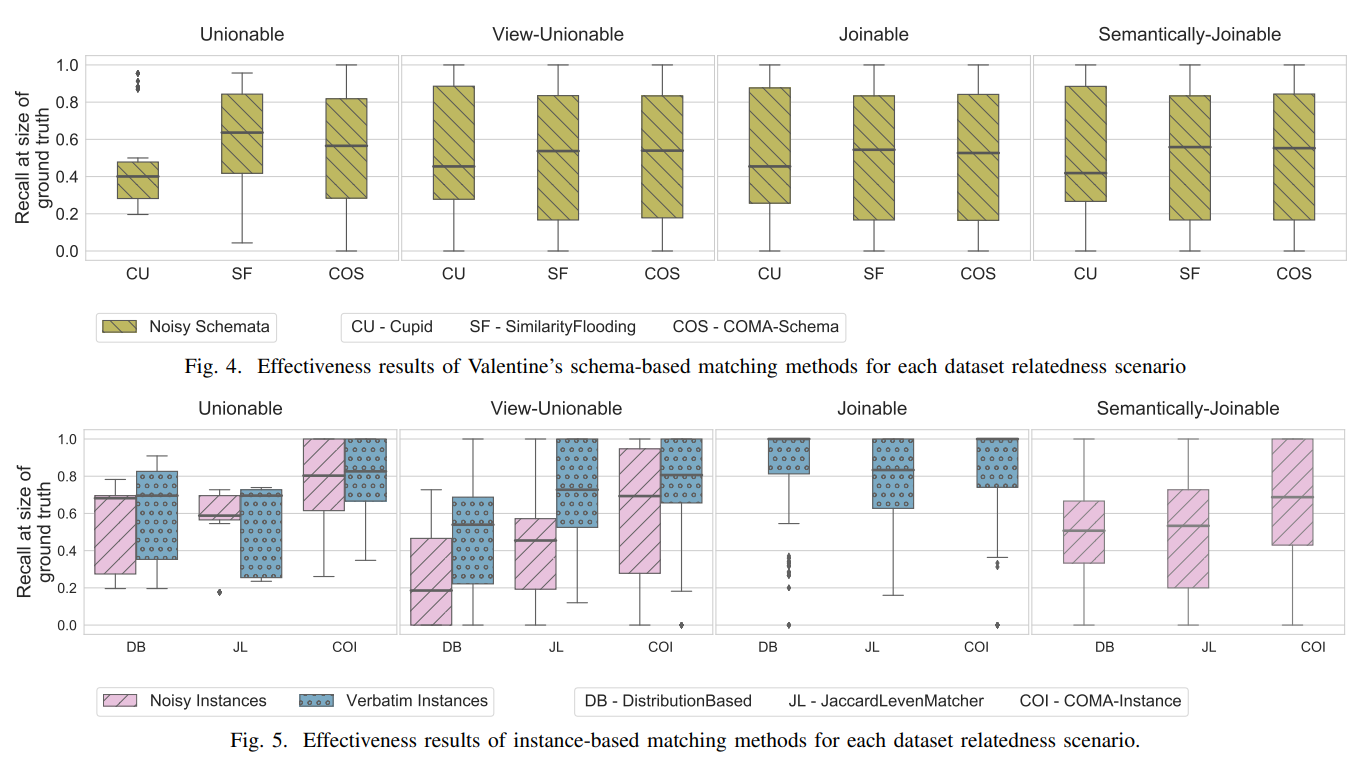 Unionable View-Unionable Joinable Semantically-Joinable
Recall at size of
ground truth
1.0
0.8
0.6
0.4
0.2
0.0
CU SF COS CU SF COS CU SF COS CU SF COS
Noisy Schemata CU - Cupid SF - SimilarityFlooding COS - COMA-Schema
Fig. 4. Effectiveness results of Valentine's schema-based matching methods for each dataset relatedness scenario
Unionable View-Unionable Joinable Semantically-Joinable
Recall at size of
ground truth
1.0
0.8
0.6
0.4
0.2
0.0
DB JL COI DB JL COI DB JL COI DB JL COI
Noisy Instances Verbatim Instances DB - DistributionBased JL - JaccardLevenMatcher COI - COMA-Instance
Fig. 5. Effectiveness results of instance-based matching methods for each dataset relatedness scenario.